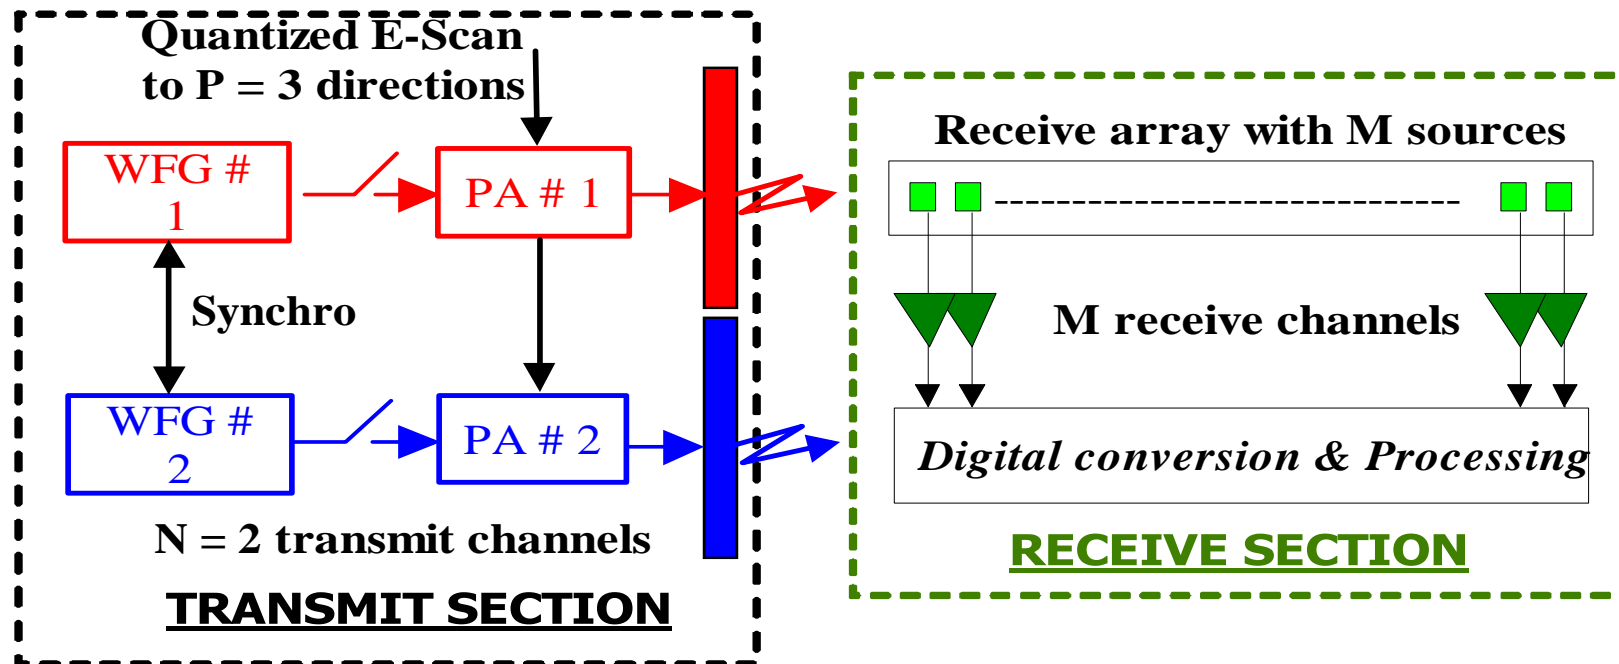 Quantized E-Scan
to P = 3 directions
WFG #
1
PA # 1
Synchro
WFG #
2
PA # 2
N = 2 transmit channels
TRANSMIT SECTION
Receive array with M sources
M receive channels
Digital conversion & Processing
RECEIVE SECTION